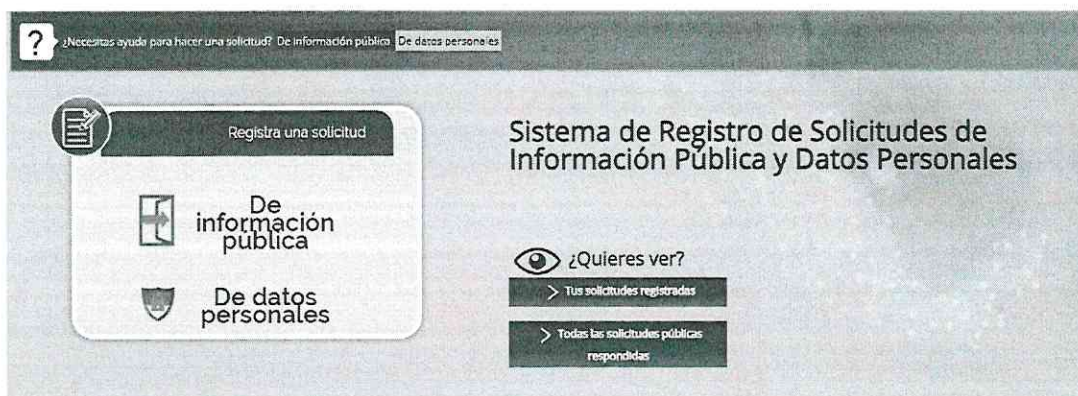 ?
¿Necesitas ayuda para hacer una solicitud? De información pública De datos personales
Registra una solicitud
De
información
pública
De datos
personales
Sistema de Registro de Solicitudes de
Información Pública y Datos Personales
¿Quieres ver?
> Tus solicitudes registradas
> Todas las solicitudes públicas
respondidas